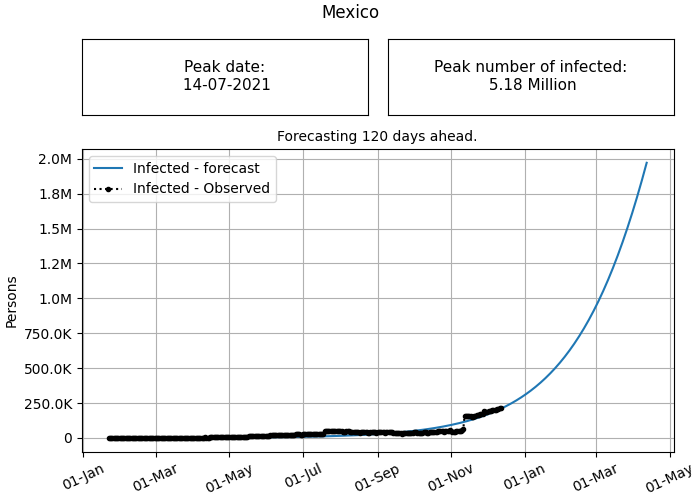 Mexico
Peak date:
14-07-2021
Peak number of infected:
5.18 Million
Forecasting 120 days ahead.
Infected - forecast
Infected - Observed
Persons
2.0M
1.8M
1.5M
1.2M
1.0M
750.0K
500.0K
250.0K
0
01-Jan
01-Mar
01-May
01-Jul
01-Sep
01-Nov
01-Jan
01-Mar
01-May